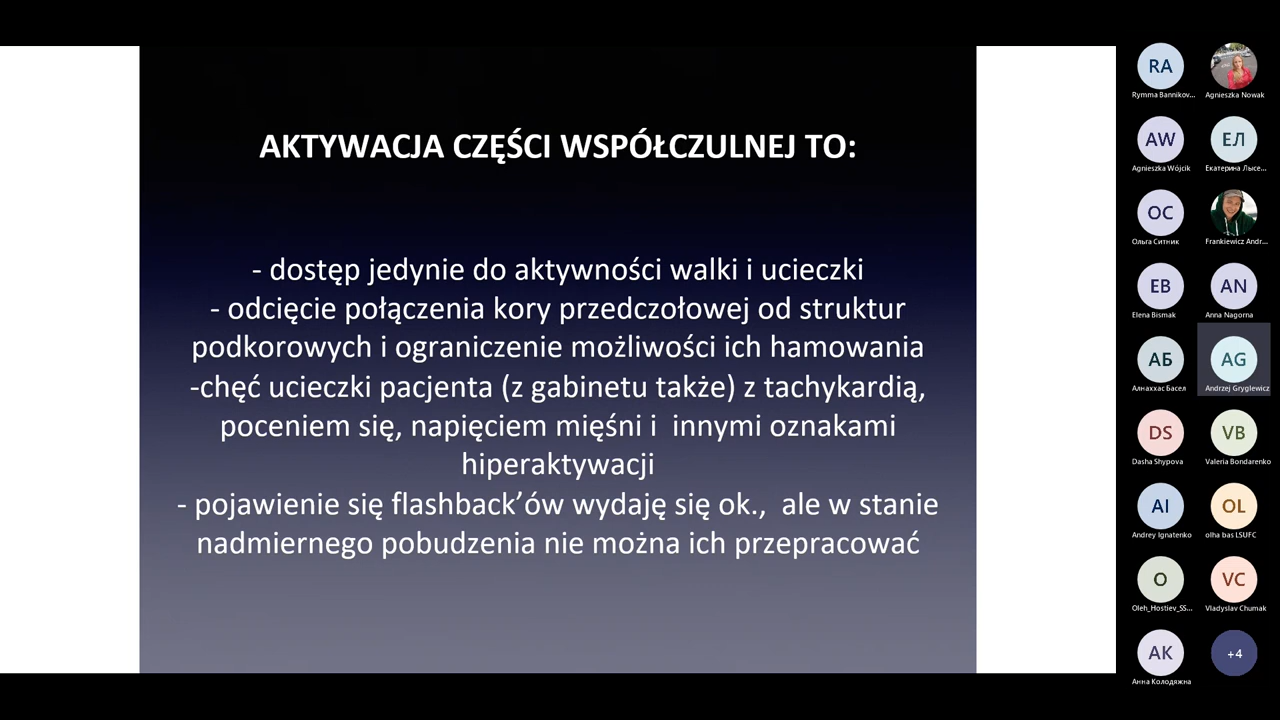 AKTYWACJA CZĘŚCI WSPÓŁCZULNEJ TO:
- dostęp jedynie do aktywności walki i ucieczki
- odcięcie połączenia kory przedczołowej od struktur
podkorowych i ograniczenie możliwości ich hamowania
-chęć ucieczki pacjenta (z gabinetu także) z tachykardią,
poceniem się, napięciem mięśni i  innymi oznakami
hiperaktywacji
- pojawienie się flashback’ów wydaję się ok.,  ale w stanie
nadmiernego pobudzenia nie można ich przepracować
RA
Rymma Bannikov...
Agnieszka Nowak
AW
Agnieszka Wójcik
ЕЛ
Екатерина Лысе...
ОС
Ольга Ситник
Frankiewicz Andr...
EB
Elena Bismak
AN
Anna Nagorna
АБ
Алнаххас Басел
AG
Andrzej Gryglewicz
DS
Dasha Shypova
VB
Valeria Bondarenko
AI
Andrey Ignatenko
OL
olha bas LSUFC
O
Oleh_Hostiev_SS...
VC
Vladyslav Chumak
АК
Анна Колодяжна
+4